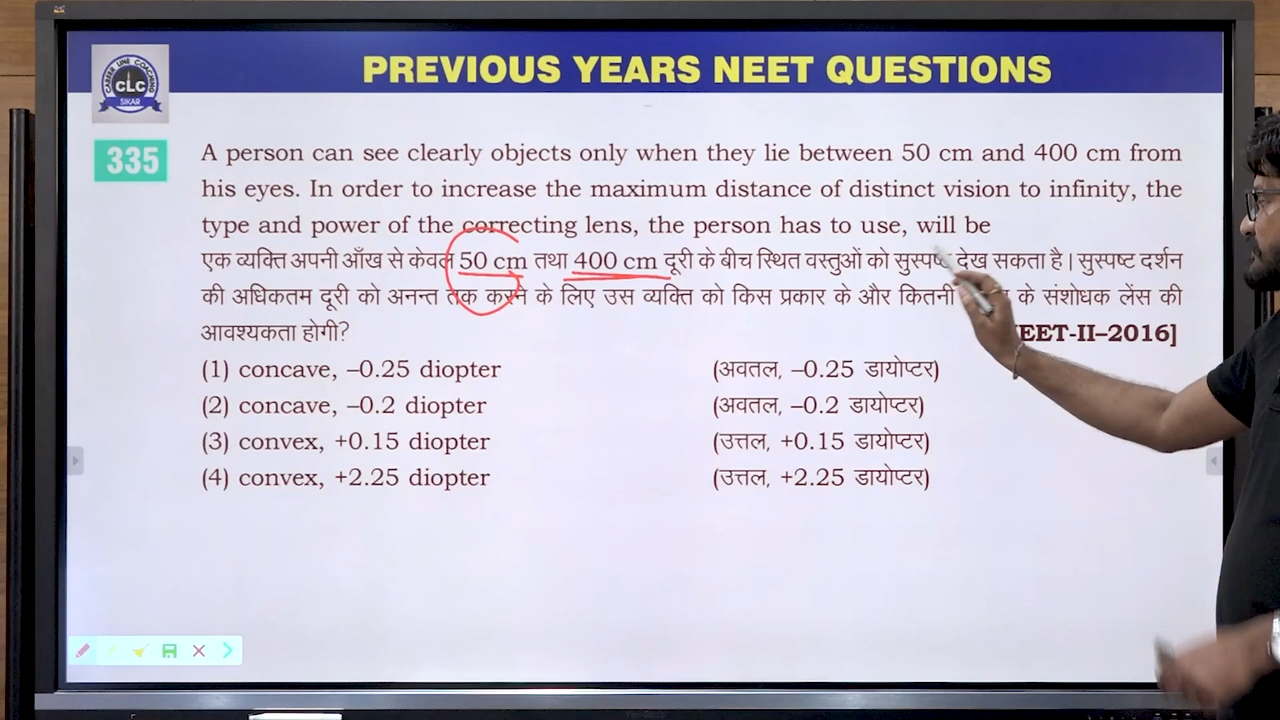 PREVIOUS YEARS NEET QUESTIONS
CAREER LINE COACHING
CLC
SIKAR
335
A person can see clearly objects only when they lie between 50 cm and 400 cm from
his eyes. In order to increase the maximum distance of distinct vision to infinity, the
type and power of the correcting lens, the person has to use, will be
एक व्यक्ति अपनी आँख से केवल 50 cm तथा 400 cm दूरी के बीच स्थित वस्तुओं को सुस्पष्ट देख सकता है। सुस्पष्ट दर्शन
की अधिकतम दूरी को अनन्त तक करने के लिए उस व्यक्ति को किस प्रकार के और कितनी के संशोधक लेंस की
आवश्यकता होगी?
EET-II–2016]
(1) concave, –0.25 diopter (अवतल, –0.25 डायोप्टर)
(2) concave, –0.2 diopter (अवतल, –0.2 डायोप्टर)
(3) convex, +0.15 diopter (उत्तल, +0.15 डायोप्टर)
(4) convex, +2.25 diopter (उत्तल, +2.25 डायोप्टर)